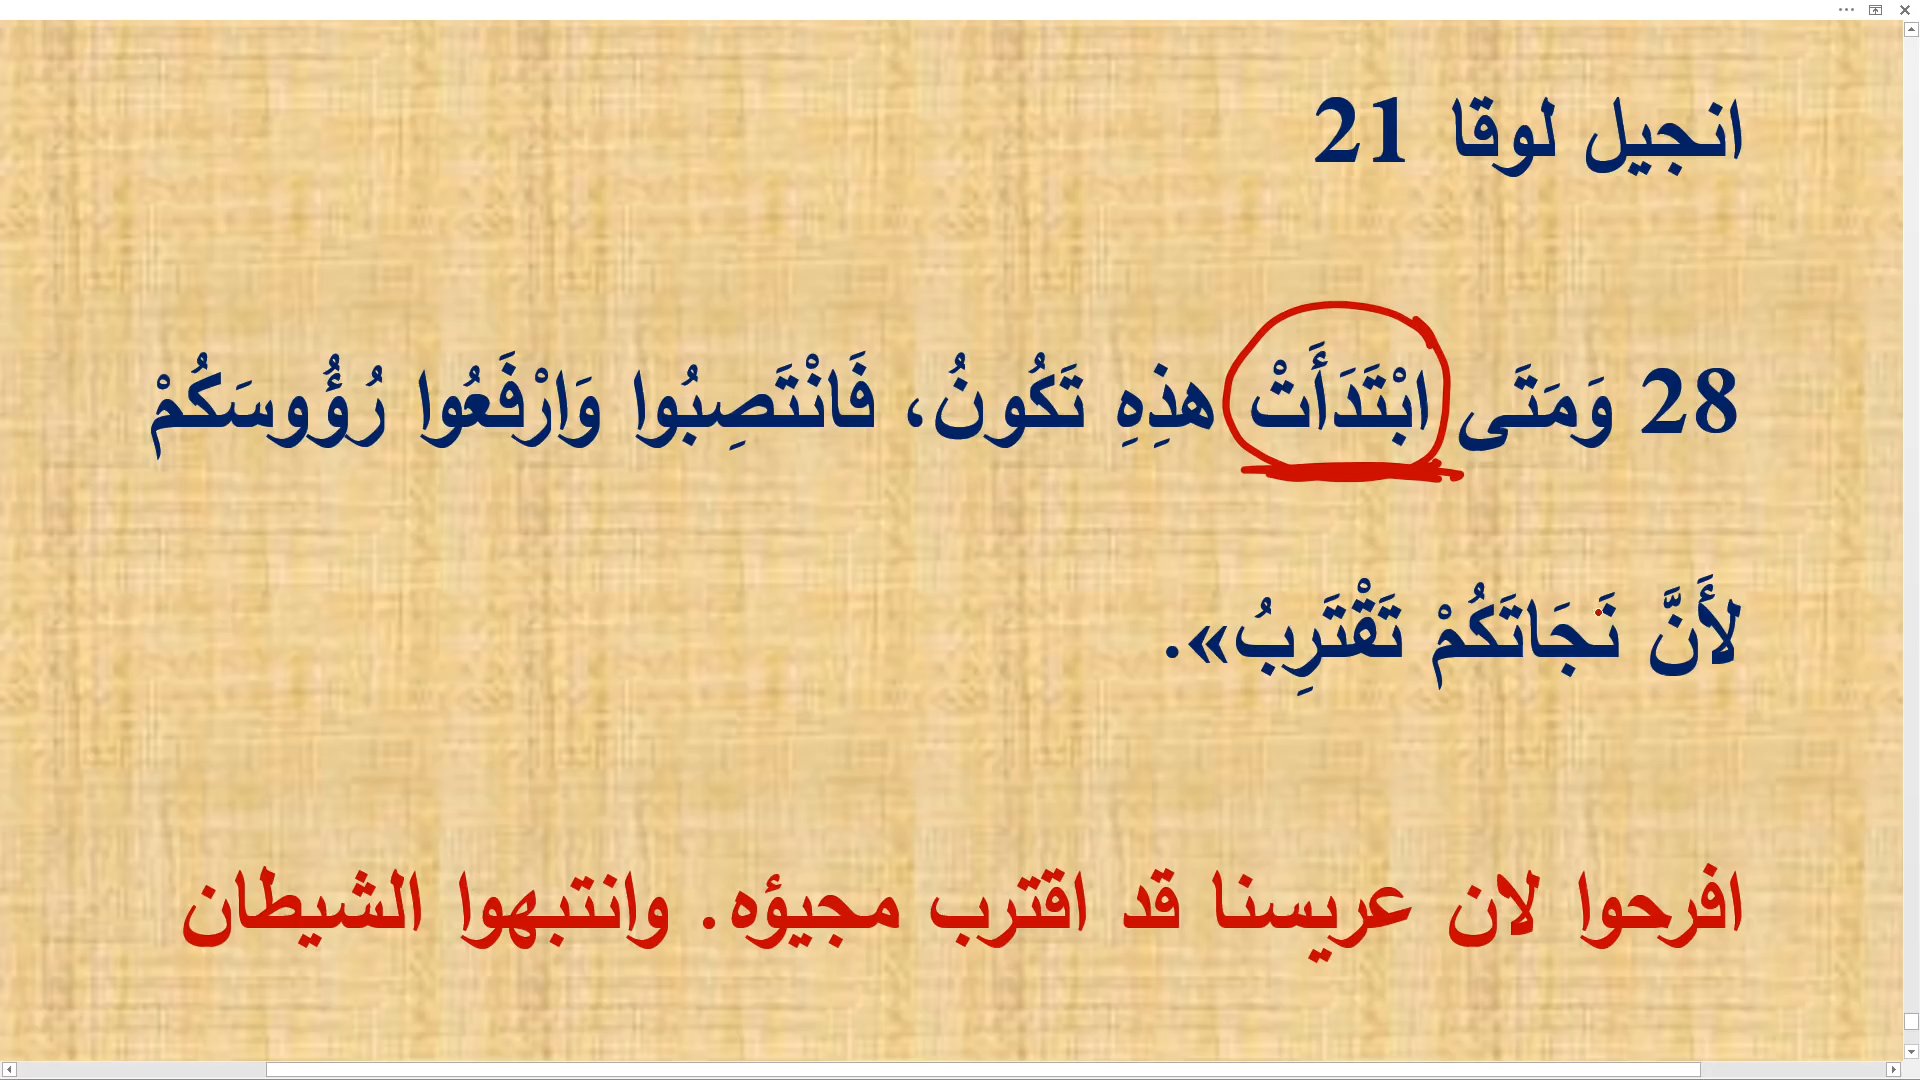 انجيل لوقا 21
28 وَمَتَى ابْتَدَأَتْ هذِهِ تَكُونُ، فَانْتَصِبُوا وَارْفَعُوا رُؤُوسَكُمْ
لأَنَّ نَجَاتَكُمْ تَقْتَرِبُ».
افرحوا لان عريسنا قد اقترب مجيؤه. وانتبهوا الشيطان